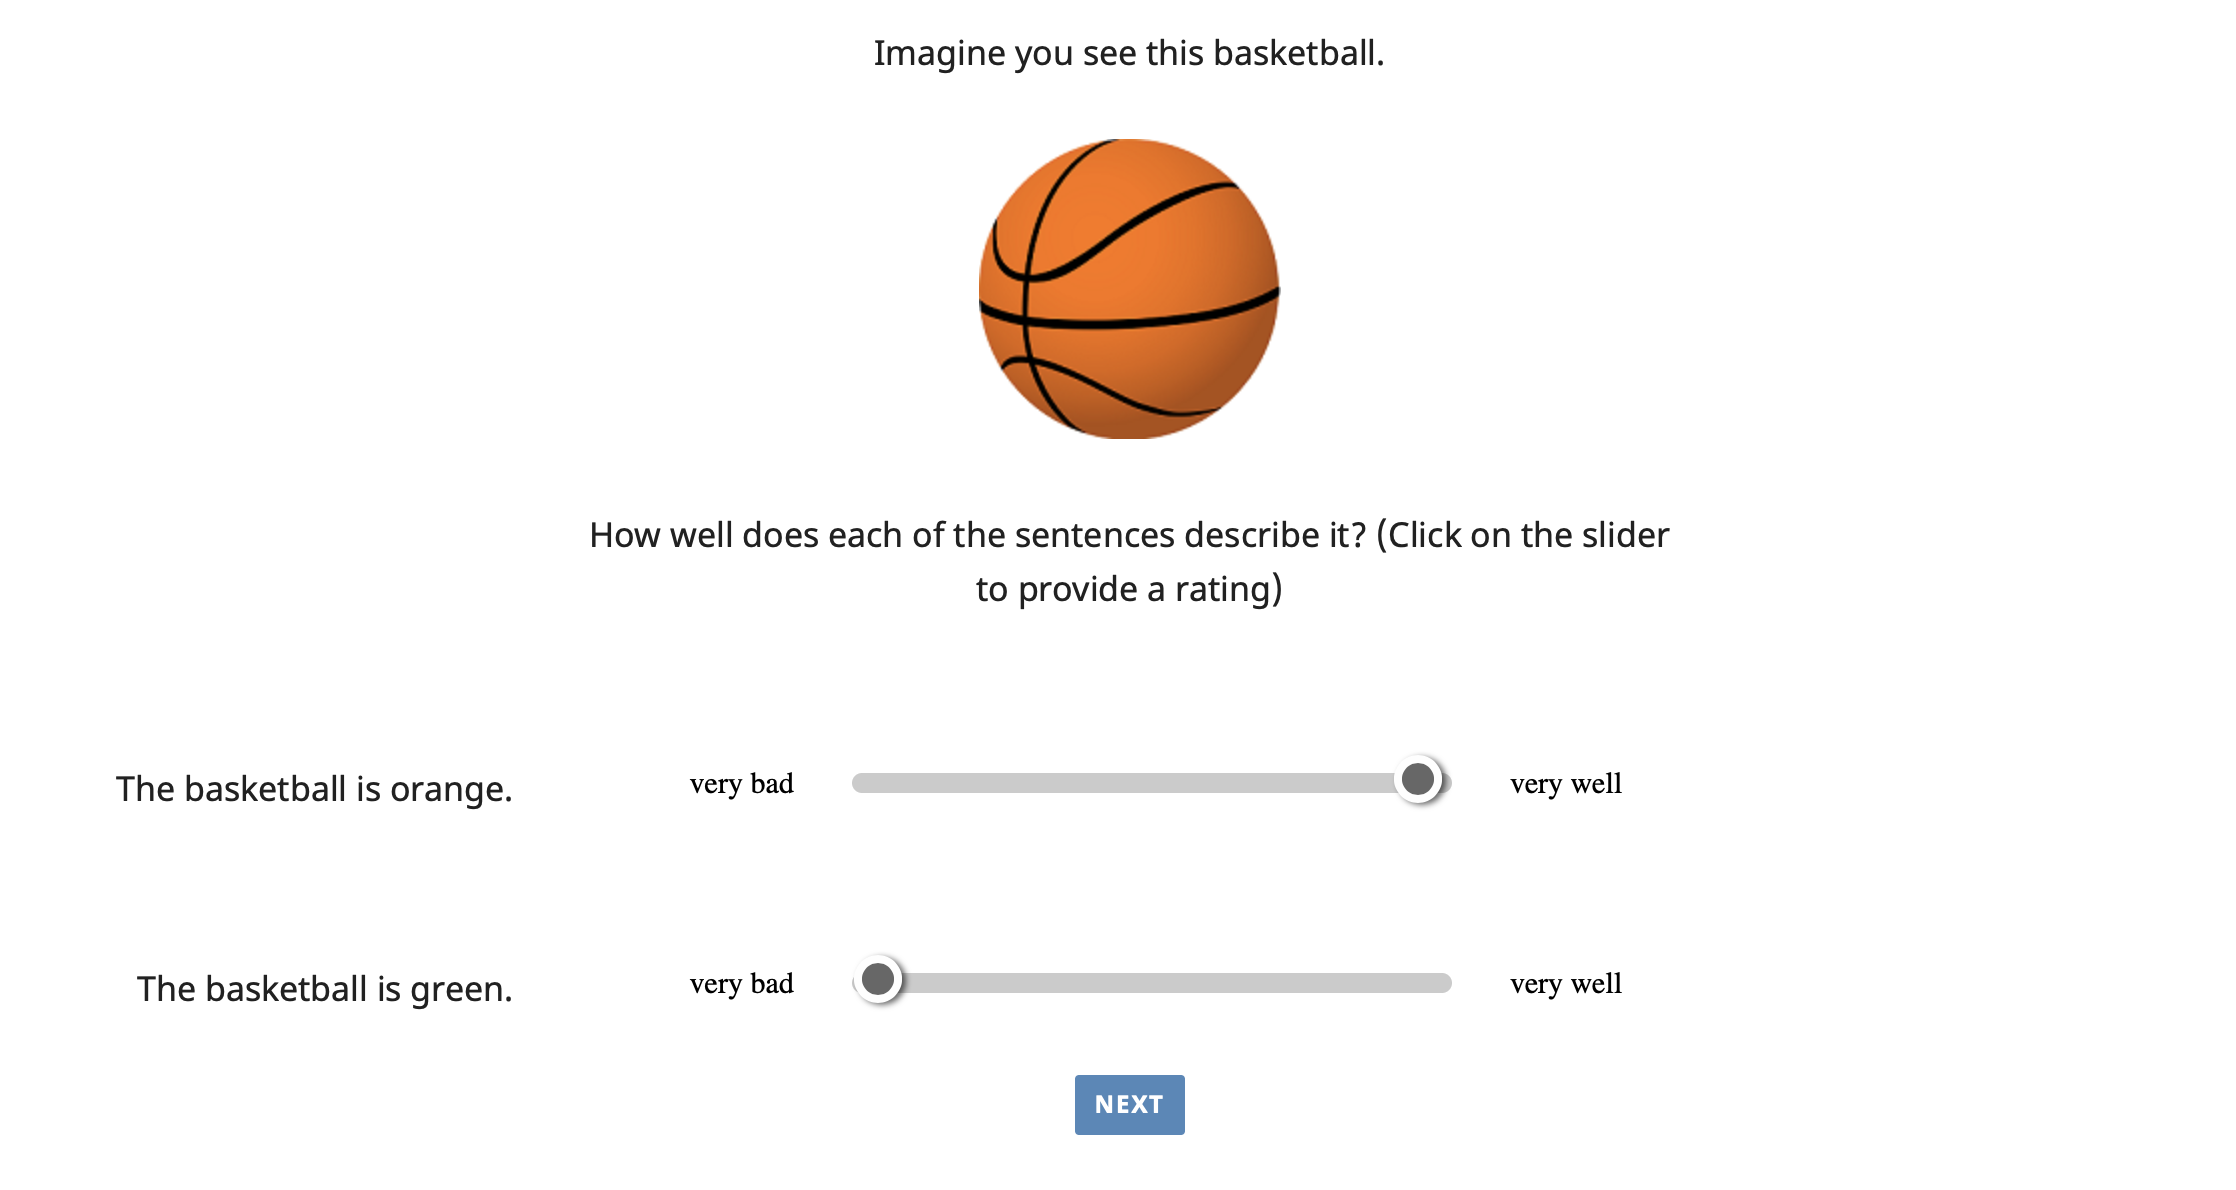 Imagine you see this basketball.
How well does each of the sentences describe it? (Click on the slider
to provide a rating)
The basketball is orange. very bad very well
The basketball is green. very bad very well
NEXT